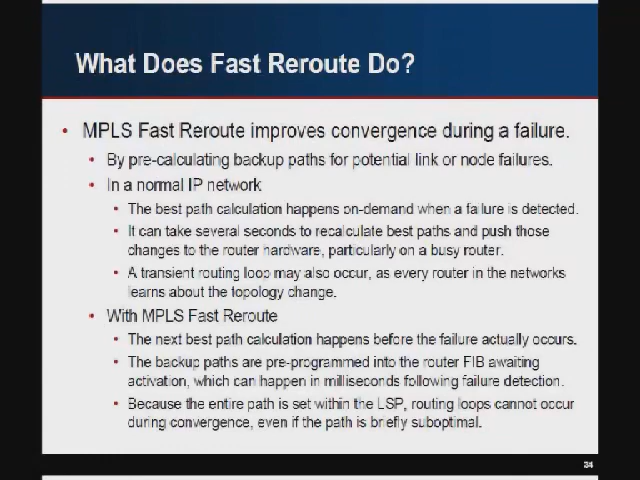 What Does Fast Reroute Do?
• MPLS Fast Reroute improves convergence during a failure.
• By pre-calculating backup paths for potential link or node failures.
• In a normal IP network
• The best path calculation happens on-demand when a failure is detected.
• It can take several seconds to recalculate best paths and push those
changes to the router hardware, particularly on a busy router.
• A transient routing loop may also occur, as every router in the networks
learns about the topology change.
• With MPLS Fast Reroute
• The next best path calculation happens before the failure actually occurs.
• The backup paths are pre-programmed into the router FIB awaiting
activation, which can happen in milliseconds following failure detection.
• Because the entire path is set within the LSP, routing loops cannot occur
during convergence, even if the path is briefly suboptimal.
34